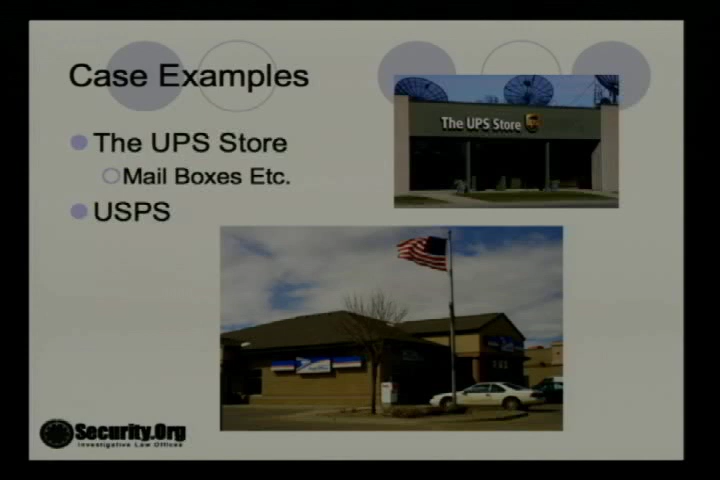 Case Examples
The UPS Store
Mail Boxes Etc.
USPS
The UPS Store
Security.Org
Investigative Law Offices